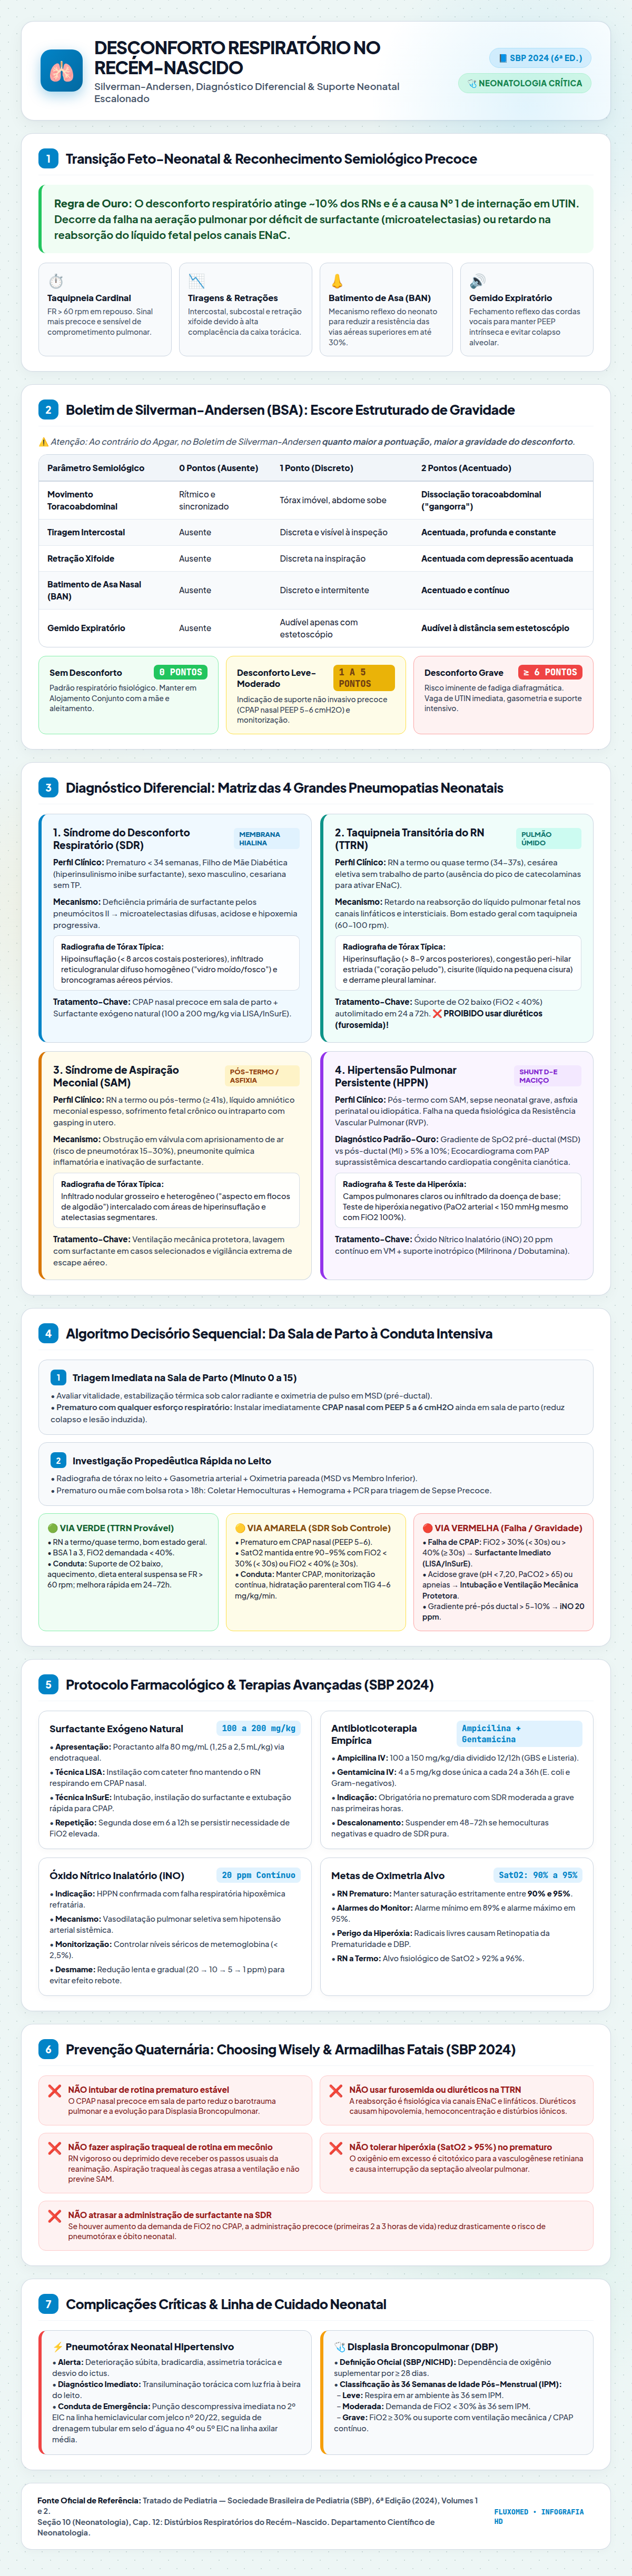 DESCONFORTO RESPIRATÓRIO NO
RECÉM-NASCIDO
Silverman-Andersen, Diagnóstico Diferencial & Suporte Neonatal
Escalonado
📘 SBP 2024 (6ª ED.)
🩺 NEONATOLOGIA CRÍTICA
1 Transição Feto-Neonatal & Reconhecimento Semiológico Precoce
Regra de Ouro: O desconforto respiratório atinge ~10% dos RNs e é a causa Nº 1 de internação em UTIN.
Decorre da falha na aeração pulmonar por déficit de surfactante (microatelectasias) ou retardo na
reabsorção do líquido fetal pelos canais ENaC.
Taquipneia Cardinal
FR > 60 rpm em repouso. Sinal
mais precoce e sensível de
comprometimento pulmonar.
Tiragens & Retrações
Intercostal, subcostal e retração
xifoide devido à alta
complacência da caixa torácica.
Batimento de Asa (BAN)
Mecanismo reflexo do neonato
para reduzir a resistência das
vias aéreas superiores em até
30%.
Gemido Expiratório
Fechamento reflexo das cordas
vocais para manter PEEP
intrínseca e evitar colapso
alveolar.
2 Boletim de Silverman-Andersen (BSA): Escore Estruturado de Gravidade
⚠️ Atenção: Ao contrário do Apgar, no Boletim de Silverman-Andersen quanto maior a pontuação, maior a gravidade do desconforto.
Parâmetro Semiológico 0 Pontos (Ausente) 1 Ponto (Discreto) 2 Pontos (Acentuado)
Movimento
Toracoabdominal
Rítmico e
sincronizado
Tórax imóvel, abdome sobe
Dissociação toracoabdominal
("gangorra")
Tiragem Intercostal Ausente Discreta e visível à inspeção Acentuada, profunda e constante
Retração Xifoide Ausente Discreta na inspiração Acentuada com depressão acentuada
Batimento de Asa Nasal
(BAN)
Ausente Discreto e intermitente Acentuado e contínuo
Gemido Expiratório Ausente
Audível apenas com
estetoscópio
Audível à distância sem estetoscópio
Sem Desconforto 0 PONTOS
Padrão respiratório fisiológico. Manter em
Alojamento Conjunto com a mãe e
aleitamento.
Desconforto Leve-
Moderado
1 A 5
PONTOS
Indicação de suporte não invasivo precoce
(CPAP nasal PEEP 5-6 cmH2O) e
monitorização.
Desconforto Grave ≥ 6 PONTOS
Risco iminente de fadiga diafragmática.
Vaga de UTIN imediata, gasometria e suporte
intensivo.
3 Diagnóstico Diferencial: Matriz das 4 Grandes Pneumopatias Neonatais
1. Síndrome do Desconforto
Respiratório (SDR)
MEMBRANA
HIALINA
Perfil Clínico: Prematuro < 34 semanas, Filho de Mãe Diabética
(hiperinsulinismo inibe surfactante), sexo masculino, cesariana
sem TP.
Mecanismo: Deficiência primária de surfactante pelos
pneumócitos II → microatelectasias difusas, acidose e hipoxemia
progressiva.
Radiografia de Tórax Típica:
Hipoinsuflação (< 8 arcos costais posteriores), infiltrado
reticulogranular difuso homogêneo ("vidro moído/fosco") e
broncogramas aéreos pérvios.
Tratamento-Chave: CPAP nasal precoce em sala de parto +
Surfactante exógeno natural (100 a 200 mg/kg via LISA/InSurE).
2. Taquipneia Transitória do RN
(TTRN)
PULMÃO
ÚMIDO
Perfil Clínico: RN a termo ou quase termo (34-37s), cesárea
eletiva sem trabalho de parto (ausência do pico de catecolaminas
para ativar ENaC).
Mecanismo: Retardo na reabsorção do líquido pulmonar fetal nos
canais linfáticos e intersticiais. Bom estado geral com taquipneia
(60-100 rpm).
Radiografia de Tórax Típica:
Hiperinsuflação (> 8-9 arcos posteriores), congestão peri-hilar
estriada ("coração peludo"), cisurite (líquido na pequena cisura)
e derrame pleural laminar.
Tratamento-Chave: Suporte de O2 baixo (FiO2 < 40%)
autolimitado em 24 a 72h. ❌ PROIBIDO usar diuréticos
(furosemida)!
3. Síndrome de Aspiração
Meconial (SAM)
PÓS-TERMO /
ASFIXIA
Perfil Clínico: RN a termo ou pós-termo (≥ 41s), líquido amniótico
meconial espesso, sofrimento fetal crônico ou intraparto com
gasping in utero.
Mecanismo: Obstrução em válvula com aprisionamento de ar
(risco de pneumotórax 15-30%), pneumonite química
inflamatória e inativação de surfactante.
Radiografia de Tórax Típica:
Infiltrado nodular grosseiro e heterogêneo ("aspecto em flocos
de algodão") intercalado com áreas de hiperinsuflação e
atelectasias segmentares.
Tratamento-Chave: Ventilação mecânica protetora, lavagem
com surfactante em casos selecionados e vigilância extrema de
escape aéreo.
4. Hipertensão Pulmonar
Persistente (HPPN)
SHUNT D-E
MACIÇO
Perfil Clínico: Pós-termo com SAM, sepse neonatal grave, asfixia
perinatal ou idiopática. Falha na queda fisiológica da Resistência
Vascular Pulmonar (RVP).
Diagnóstico Padrão-Ouro: Gradiente de SpO2 pré-ductal (MSD)
vs pós-ductal (MI) > 5% a 10%; Ecocardiograma com PAP
suprassistêmica descartando cardiopatia congênita cianótica.
Radiografia & Teste da Hiperóxia:
Campos pulmonares claros ou infiltrado da doença de base;
Teste de hiperóxia negativo (PaO2 arterial < 150 mmHg mesmo
com FiO2 100%).
Tratamento-Chave: Óxido Nítrico Inalatório (iNO) 20 ppm
contínuo em VM + suporte inotrópico (Milrinona / Dobutamina).
4 Algoritmo Decisório Sequencial: Da Sala de Parto à Conduta Intensiva
1 Triagem Imediata na Sala de Parto (Minuto 0 a 15)
• Avaliar vitalidade, estabilização térmica sob calor radiante e oximetria de pulso em MSD (pré-ductal).
• Prematuro com qualquer esforço respiratório: Instalar imediatamente CPAP nasal com PEEP 5 a 6 cmH2O ainda em sala de parto (reduz
colapso e lesão induzida).
2 Investigação Propedêutica Rápida no Leito
• Radiografia de tórax no leito + Gasometria arterial + Oximetria pareada (MSD vs Membro Inferior).
• Prematuro ou mãe com bolsa rota > 18h: Coletar Hemoculturas + Hemograma + PCR para triagem de Sepse Precoce.
🟢 VIA VERDE (TTRN Provável)
• RN a termo/quase termo, bom estado geral.
• BSA 1 a 3, FiO2 demandada < 40%.
• Conduta: Suporte de O2 baixo,
aquecimento, dieta enteral suspensa se FR >
60 rpm; melhora rápida em 24-72h.
🟡 VIA AMARELA (SDR Sob Controle)
• Prematuro em CPAP nasal (PEEP 5-6).
• SatO2 mantida entre 90-95% com FiO2 <
30% (< 30s) ou FiO2 < 40% (≥ 30s).
• Conduta: Manter CPAP, monitorização
contínua, hidratação parenteral com TIG 4-6
mg/kg/min.
🔴 VIA VERMELHA (Falha / Gravidade)
• Falha de CPAP: FiO2 > 30% (< 30s) ou >
40% (≥ 30s) → Surfactante Imediato
(LISA/InSurE).
• Acidose grave (pH < 7,20, PaCO2 > 65) ou
apneias → Intubação e Ventilação Mecânica
Protetora.
• Gradiente pré-pós ductal > 5-10% → iNO 20
ppm.
5 Protocolo Farmacológico & Terapias Avançadas (SBP 2024)
Surfactante Exógeno Natural 100 a 200 mg/kg
• Apresentação: Poractanto alfa 80 mg/mL (1,25 a 2,5 mL/kg) via
endotraqueal.
• Técnica LISA: Instilação com cateter fino mantendo o RN
respirando em CPAP nasal.
• Técnica InSurE: Intubação, instilação do surfactante e extubação
rápida para CPAP.
• Repetição: Segunda dose em 6 a 12h se persistir necessidade de
FiO2 elevada.
Antibioticoterapia
Empírica
Ampicilina +
Gentamicina
• Ampicilina IV: 100 a 150 mg/kg/dia dividido 12/12h (GBS e Listeria).
• Gentamicina IV: 4 a 5 mg/kg dose única a cada 24 a 36h (E. coli e
Gram-negativos).
• Indicação: Obrigatória no prematuro com SDR moderada a grave
nas primeiras horas.
• Descalonamento: Suspender em 48-72h se hemoculturas
negativas e quadro de SDR pura.
Óxido Nítrico Inalatório (iNO) 20 ppm Contínuo
• Indicação: HPPN confirmada com falha respiratória hipoxêmica
refratária.
• Mecanismo: Vasodilatação pulmonar seletiva sem hipotensão
arterial sistêmica.
• Monitorização: Controlar níveis séricos de metemoglobina (<
2,5%).
• Desmame: Redução lenta e gradual (20 → 10 → 5 → 1 ppm) para
evitar efeito rebote.
Metas de Oximetria Alvo SatO2: 90% a 95%
• RN Prematuro: Manter saturação estritamente entre 90% e 95%.
• Alarmes do Monitor: Alarme mínimo em 89% e alarme máximo em
95%.
• Perigo da Hiperóxia: Radicais livres causam Retinopatia da
Prematuridade e DBP.
• RN a Termo: Alvo fisiológico de SatO2 > 92% a 96%.
6 Prevenção Quaternária: Choosing Wisely & Armadilhas Fatais (SBP 2024)
❌ NÃO intubar de rotina prematuro estável
O CPAP nasal precoce em sala de parto reduz o barotrauma
pulmonar e a evolução para Displasia Broncopulmonar.
❌ NÃO usar furosemida ou diuréticos na TTRN
A reabsorção é fisiológica via canais ENaC e linfáticos. Diuréticos
causam hipovolemia, hemoconcentração e distúrbios iônicos.
❌ NÃO fazer aspiração traqueal de rotina em mecônio
RN vigoroso ou deprimido deve receber os passos usuais da
reanimação. Aspiração traqueal às cegas atrasa a ventilação e não
previne SAM.
❌ NÃO tolerar hiperóxia (SatO2 > 95%) no prematuro
O oxigênio em excesso é citotóxico para a vasculogênese retiniana
e causa interrupção da septação alveolar pulmonar.
❌ NÃO atrasar a administração de surfactante na SDR
Se houver aumento da demanda de FiO2 no CPAP, a administração precoce (primeiras 2 a 3 horas de vida) reduz drasticamente o risco de
pneumotórax e óbito neonatal.
7 Complicações Críticas & Linha de Cuidado Neonatal
⚡ Pneumotórax Neonatal Hipertensivo
• Alerta: Deterioração súbita, bradicardia, assimetria torácica e
desvio do ictus.
• Diagnóstico Imediato: Transiluminação torácica com luz fria à beira
do leito.
• Conduta de Emergência: Punção descompressiva imediata no 2º
EIC na linha hemiclavicular com jelco nº 20/22, seguida de
drenagem tubular em selo d'água no 4º ou 5º EIC na linha axilar
média.
🩺 Displasia Broncopulmonar (DBP)
• Definição Oficial (SBP/NICHD): Dependência de oxigênio
suplementar por ≥ 28 dias.
• Classificação às 36 Semanas de Idade Pós-Menstrual (IPM):
– Leve: Respira em ar ambiente às 36 sem IPM.
– Moderada: Demanda de FiO2 < 30% às 36 sem IPM.
– Grave: FiO2 ≥ 30% ou suporte com ventilação mecânica / CPAP
contínuo.
Fonte Oficial de Referência: Tratado de Pediatria — Sociedade Brasileira de Pediatria (SBP), 6ª Edição (2024), Volumes 1
e 2.
Seção 10 (Neonatologia), Cap. 12: Distúrbios Respiratórios do Recém-Nascido. Departamento Científico de
Neonatologia.
FLUXOMED • INFOGRAFIA
HD